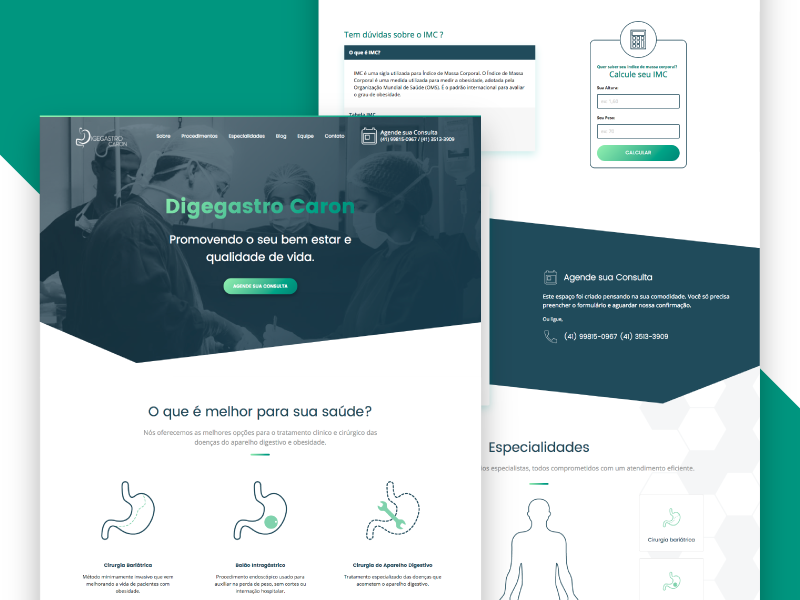 Tem dúvidas sobre o IMC ?
O que é IMC?
IMC é uma sigla utilizada para Índice de Massa Corporal. O Índice de Massa
Corporal é uma medida utilizada para medir a obesidade, adotada pela
Organização Mundial de Saúde (OMS). É o padrão internacional para avaliar
o grau de obesidade.
Tabela IMC
Quer saber seu índice de massa corporal?
Calcule seu IMC
Sua Altura:
ex: 1,80
Seu Peso:
ex: 70
CALCULAR
DIGEGASTRO
CARON
Sobre
Procedimentos
Especialidades
Blog
Equipe
Contato
Agende sua Consulta
(41) 99815-0967 / (41) 3513-3909
Digegastro Caron
Promovendo o seu bem estar e
qualidade de vida.
AGENDE SUA CONSULTA
Agende sua Consulta
Este espaço foi criado pensando na sua comodidade. Você só precisa
preencher o formulário e aguardar nossa confirmação.
Ou ligue,
(41) 99815-0967 (41) 3513-3909
O que é melhor para sua saúde?
Nós oferecemos as melhores opções para o tratamento clínico e cirúrgico das
doenças do aparelho digestivo e obesidade.
Cirurgia Bariátrica
Método minimamente invasivo que vem
melhorando a vida de pacientes com
obesidade.
Balão Intragástrico
Procedimento endoscópico usado para
auxiliar na perda de peso, sem cortes ou
internação hospitalar.
Cirurgia do Aparelho Digestivo
Tratamento especializado das doenças que
acometem o aparelho digestivo.
Especialidades
ios especialistas, todos comprometidos com um atendimento eficiente.
Cirurgia bariátrica